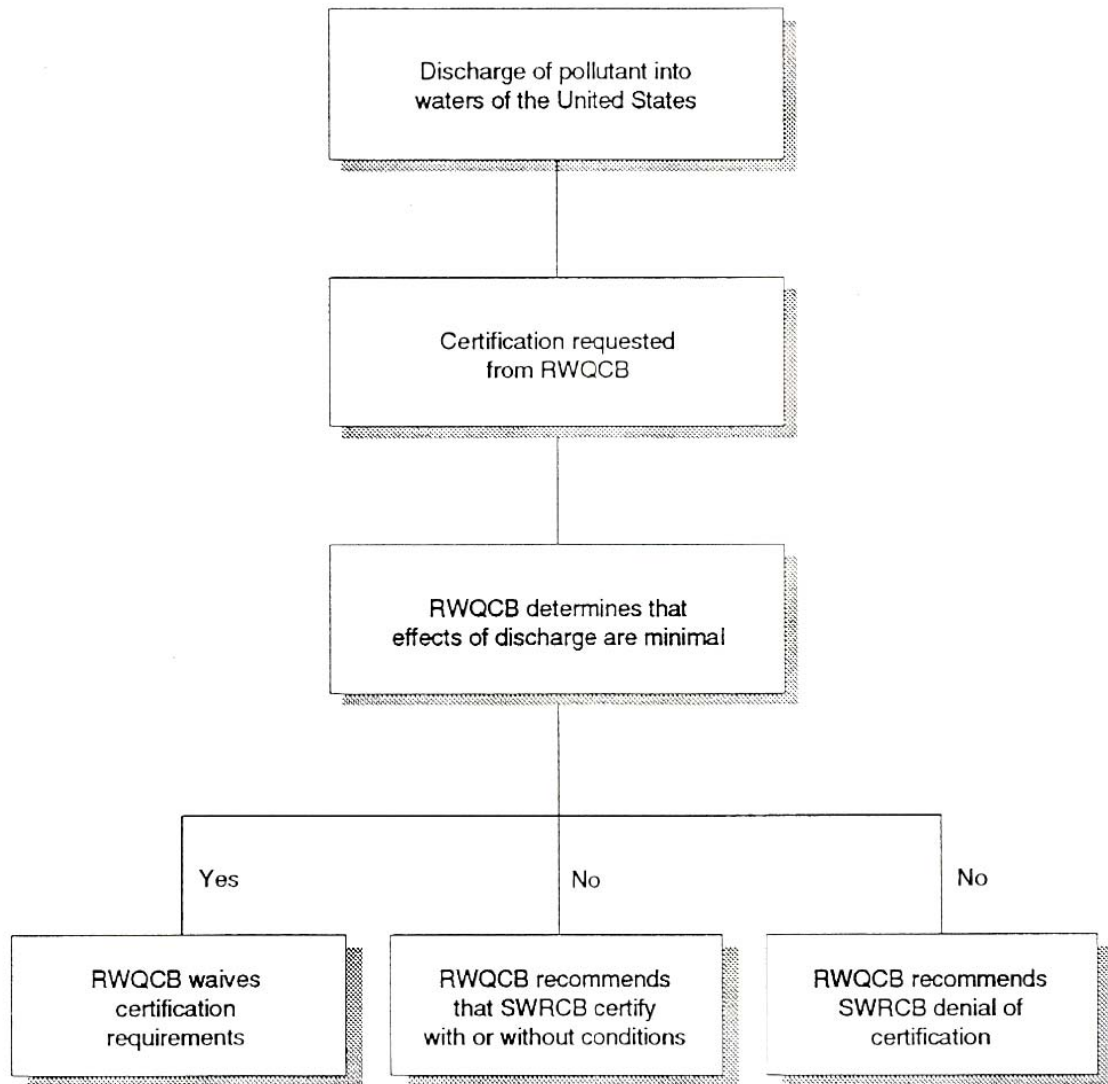 Discharge of pollutant into
waters of the United States
Certification requested
from RWQCB
RWQCB determines that
effects of discharge are minimal
Yes
No
No
RWQCB waives
certification
requirements
RWQCB recommends
that SWRCB certify
with or without conditions
RWQCB recommends
SWRCB denial of
certification